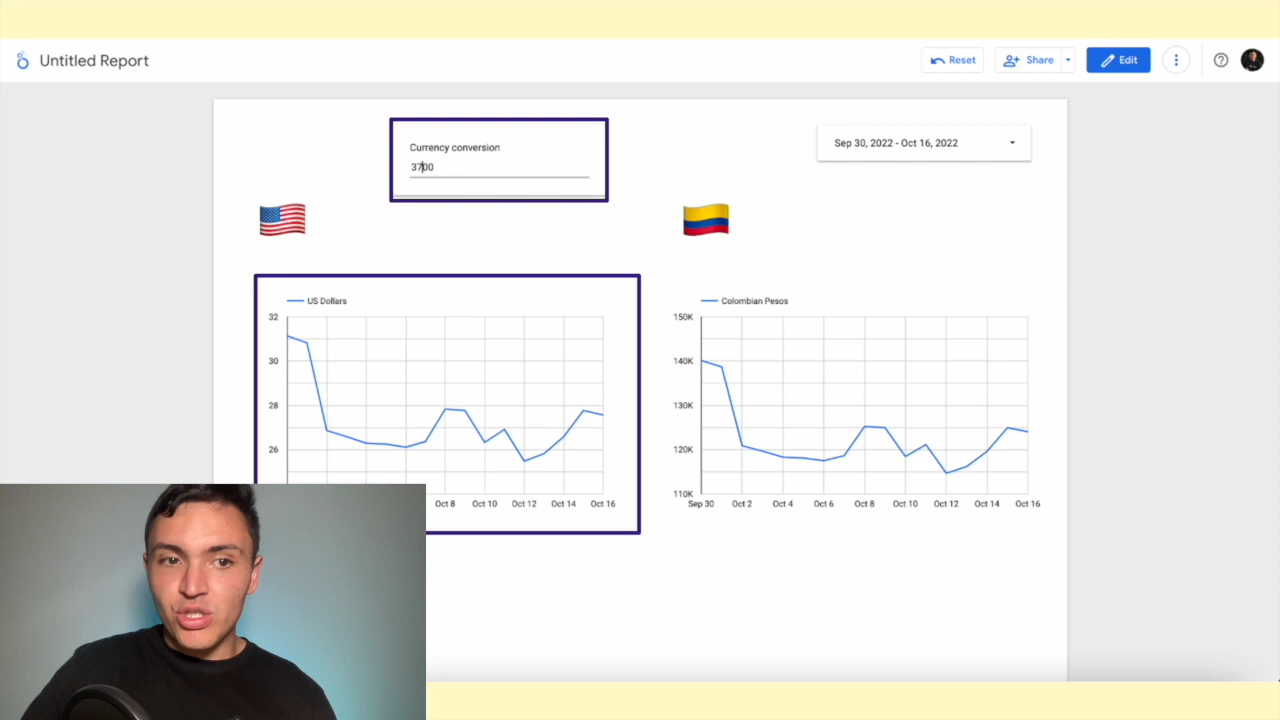 Untitled Report
Reset
Share
Edit
Currency conversion
3700
Sep 30, 2022 - Oct 16, 2022
US Dollars
32
30
28
26
Oct 8 Oct 10 Oct 12 Oct 14 Oct 16
Colombian Pesos
150K
140K
130K
120K
110K
Sep 30 Oct 2 Oct 4 Oct 6 Oct 8 Oct 10 Oct 12 Oct 14 Oct 16